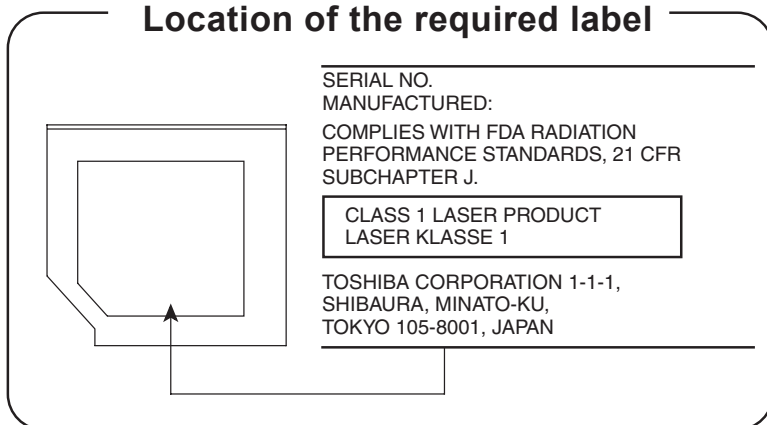 Location of the required label
SERIAL NO.
MANUFACTURED:
COMPLIES WITH FDA RADIATION
PERFORMANCE STANDARDS, 21 CFR
SUBCHAPTER J.
CLASS 1 LASER PRODUCT
LASER KLASSE 1
TOSHIBA CORPORATION 1-1-1,
SHIBAURA, MINATO-KU,
TOKYO 105-8001, JAPAN